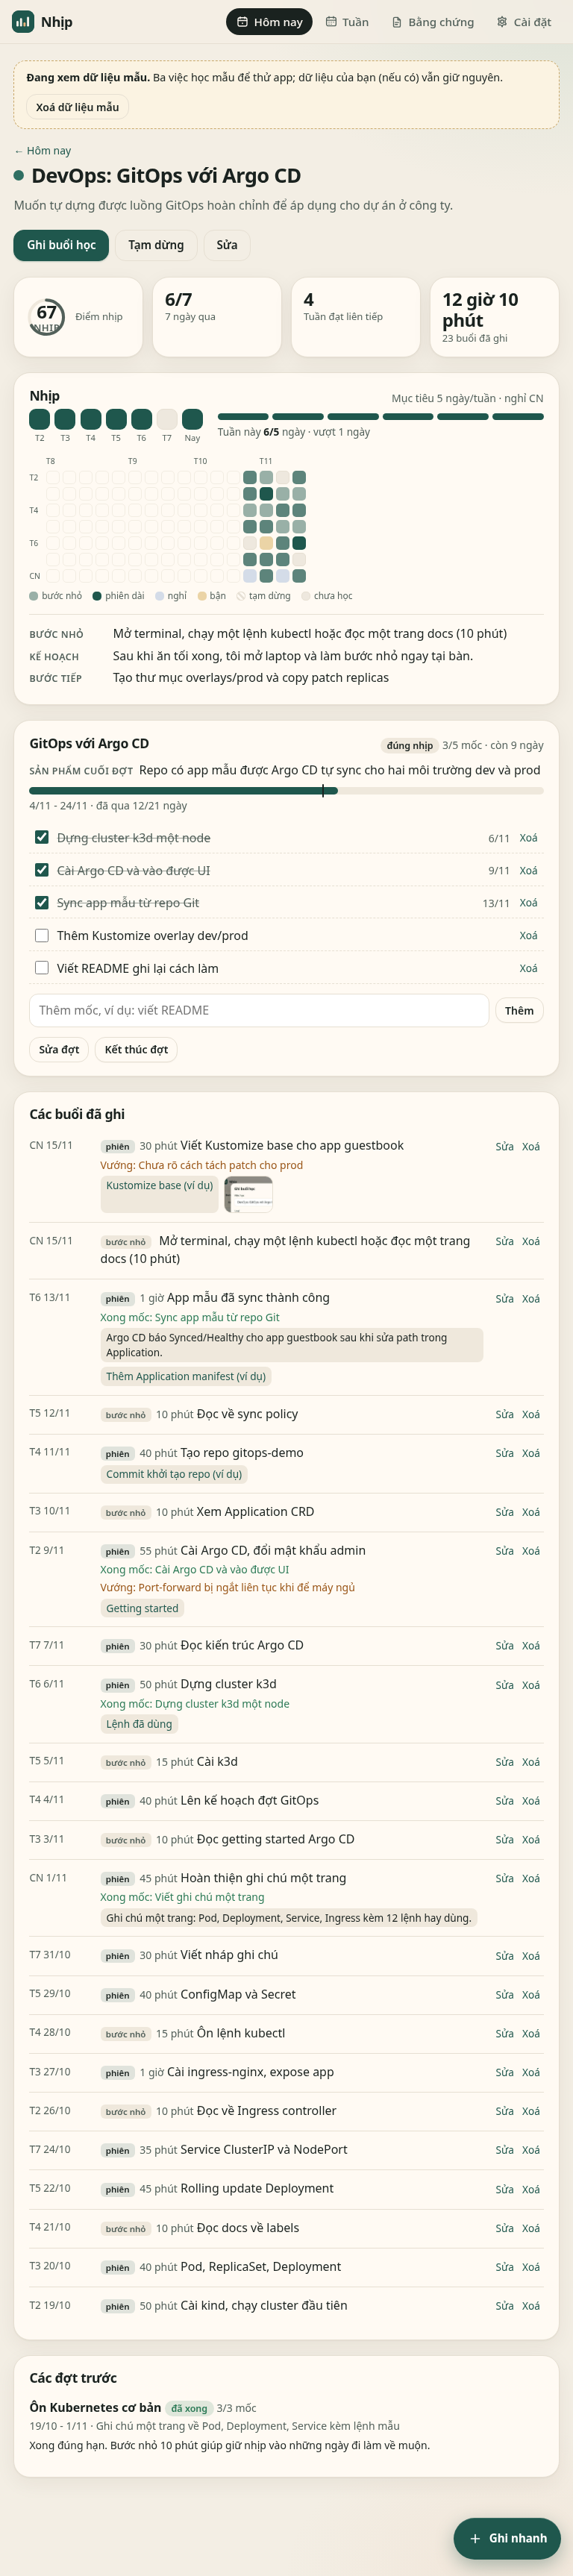 Nhịp
Hôm nay
Tuần
Bằng chứng
Cài đặt
Đang xem dữ liệu mẫu. Ba việc học mẫu để thử app; dữ liệu của bạn (nếu có) vẫn giữ nguyên.
Xoá dữ liệu mẫu
← Hôm nay
DevOps: GitOps với Argo CD
Muốn tự dựng được luồng GitOps hoàn chỉnh để áp dụng cho dự án ở công ty.
Ghi buổi học
Tạm dừng
Sửa
67
NHỊP
Điểm nhịp
6/7
7 ngày qua
4
Tuần đạt liên tiếp
12 giờ 10
phút
23 buổi đã ghi
Nhịp
Mục tiêu 5 ngày/tuần · nghỉ CN
T2 T3 T4 T5 T6 T7 Nay
Tuần này 6/5 ngày · vượt 1 ngày
T8 T9 T10 T11
T2
T4
T6
CN
bước nhỏ phiên dài nghỉ bận tạm dừng chưa học
BƯỚC NHỎ Mở terminal, chạy một lệnh kubectl hoặc đọc một trang docs (10 phút)
KẾ HOẠCH Sau khi ăn tối xong, tôi mở laptop và làm bước nhỏ ngay tại bàn.
BƯỚC TIẾP Tạo thư mục overlays/prod và copy patch replicas
GitOps với Argo CD
đúng nhịp 3/5 mốc · còn 9 ngày
SẢN PHẨM CUỐI ĐỢT Repo có app mẫu được Argo CD tự sync cho hai môi trường dev và prod
4/11 - 24/11 · đã qua 12/21 ngày
Dựng cluster k3d một node 6/11 Xoá
Cài Argo CD và vào được UI 9/11 Xoá
Sync app mẫu từ repo Git 13/11 Xoá
Thêm Kustomize overlay dev/prod Xoá
Viết README ghi lại cách làm Xoá
Thêm mốc, ví dụ: viết README
Thêm
Sửa đợt
Kết thúc đợt
Các buổi đã ghi
CN 15/11 phiên 30 phút Viết Kustomize base cho app guestbook Sửa Xoá
Vướng: Chưa rõ cách tách patch cho prod
Kustomize base (ví dụ)
CN 15/11 bước nhỏ Mở terminal, chạy một lệnh kubectl hoặc đọc một trang Sửa Xoá
docs (10 phút)
T6 13/11 phiên 1 giờ App mẫu đã sync thành công Sửa Xoá
Xong mốc: Sync app mẫu từ repo Git
Argo CD báo Synced/Healthy cho app guestbook sau khi sửa path trong
Application.
Thêm Application manifest (ví dụ)
T5 12/11 bước nhỏ 10 phút Đọc về sync policy Sửa Xoá
T4 11/11 phiên 40 phút Tạo repo gitops-demo Sửa Xoá
Commit khởi tạo repo (ví dụ)
T3 10/11 bước nhỏ 10 phút Xem Application CRD Sửa Xoá
T2 9/11 phiên 55 phút Cài Argo CD, đổi mật khẩu admin Sửa Xoá
Xong mốc: Cài Argo CD và vào được UI
Vướng: Port-forward bị ngắt liên tục khi để máy ngủ
Getting started
T7 7/11 phiên 30 phút Đọc kiến trúc Argo CD Sửa Xoá
T6 6/11 phiên 50 phút Dựng cluster k3d Sửa Xoá
Xong mốc: Dựng cluster k3d một node
Lệnh đã dùng
T5 5/11 bước nhỏ 15 phút Cài k3d Sửa Xoá
T4 4/11 phiên 40 phút Lên kế hoạch đợt GitOps Sửa Xoá
T3 3/11 bước nhỏ 10 phút Đọc getting started Argo CD Sửa Xoá
CN 1/11 phiên 45 phút Hoàn thiện ghi chú một trang Sửa Xoá
Xong mốc: Viết ghi chú một trang
Ghi chú một trang: Pod, Deployment, Service, Ingress kèm 12 lệnh hay dùng.
T7 31/10 phiên 30 phút Viết nháp ghi chú Sửa Xoá
T5 29/10 phiên 40 phút ConfigMap và Secret Sửa Xoá
T4 28/10 bước nhỏ 15 phút Ôn lệnh kubectl Sửa Xoá
T3 27/10 phiên 1 giờ Cài ingress-nginx, expose app Sửa Xoá
T2 26/10 bước nhỏ 10 phút Đọc về Ingress controller Sửa Xoá
T7 24/10 phiên 35 phút Service ClusterIP và NodePort Sửa Xoá
T5 22/10 phiên 45 phút Rolling update Deployment Sửa Xoá
T4 21/10 bước nhỏ 10 phút Đọc docs về labels Sửa Xoá
T3 20/10 phiên 40 phút Pod, ReplicaSet, Deployment Sửa Xoá
T2 19/10 phiên 50 phút Cài kind, chạy cluster đầu tiên Sửa Xoá
Các đợt trước
Ôn Kubernetes cơ bản đã xong 3/3 mốc
19/10 - 1/11 · Ghi chú một trang về Pod, Deployment, Service kèm lệnh mẫu
Xong đúng hạn. Bước nhỏ 10 phút giúp giữ nhịp vào những ngày đi làm về muộn.
Ghi nhanh